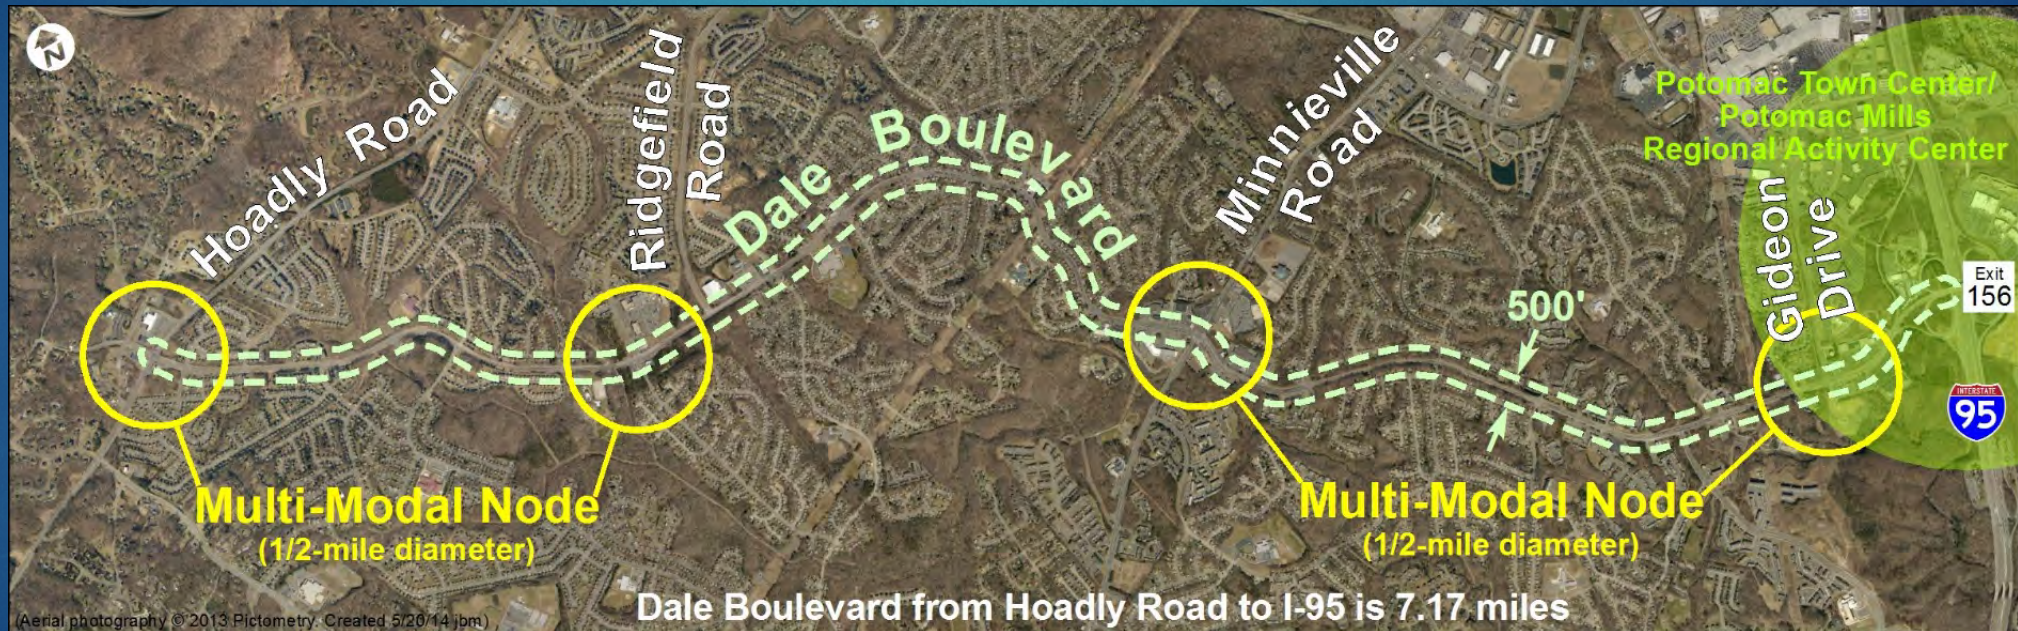 N
Hoadly Road
Ridgefield
Road
Dale Boulevard
Minnieville
Road
Potomac Town Center/
Potomac Mills
Regional Activity Center
Gideon
Drive
Exit
156
500'
INTERSTATE
95
Multi-Modal Node
(1/2-mile diameter)
Multi-Modal Node
(1/2-mile diameter)
Dale Boulevard from Hoadly Road to I-95 is 7.17 miles
(Aerial photography © 2013 Pictometry. Created 5/20/14 jbm)